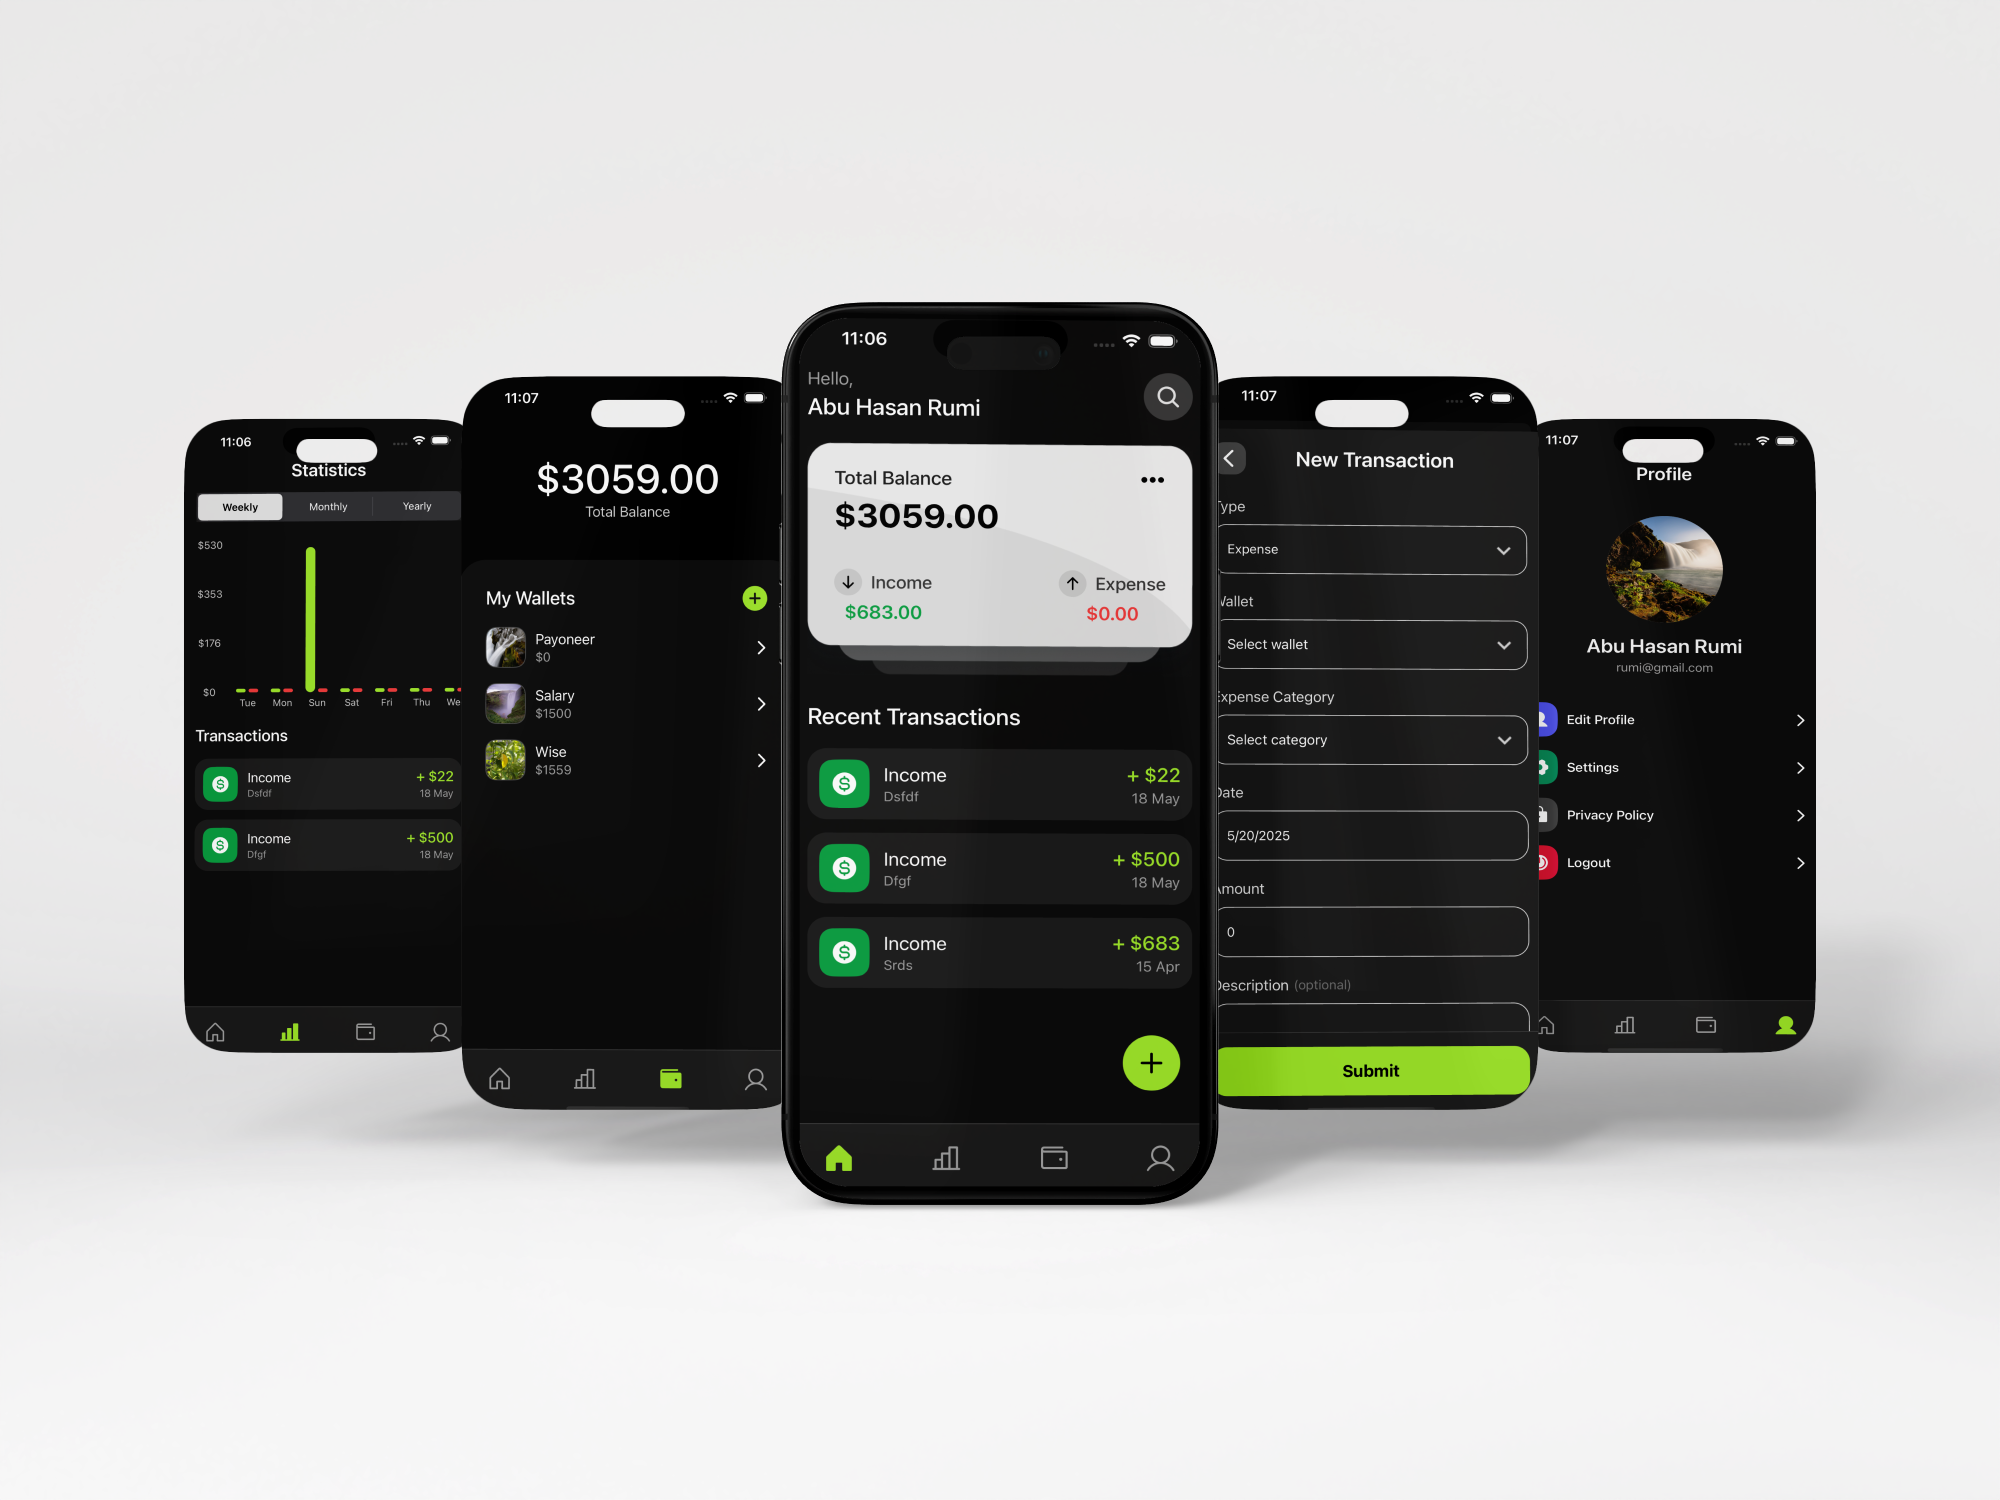 11:06
Statistics
Weekly Monthly Yearly
$530
$353
$176
$0
Tue Mon Sun Sat Fri Thu We
Transactions
Income + $22
Dsfdf 18 May
Income + $500
Dfgf 18 May
11:07
$3059.00
Total Balance
My Wallets
Payoneer
$0
Salary
$1500
Wise
$1559
11:06
Hello,
Abu Hasan Rumi
Total Balance
$3059.00
Income Expense
$683.00 $0.00
Recent Transactions
Income + $22
Dsfdf 18 May
Income + $500
Dfgf 18 May
Income + $683
Srds 15 Apr
11:07
New Transaction
Type
Expense
Wallet
Select wallet
Expense Category
Select category
Date
5/20/2025
Amount
0
Description (optional)
Submit
11:07
Profile
Abu Hasan Rumi
rumi@gmail.com
Edit Profile
Settings
Privacy Policy
Logout